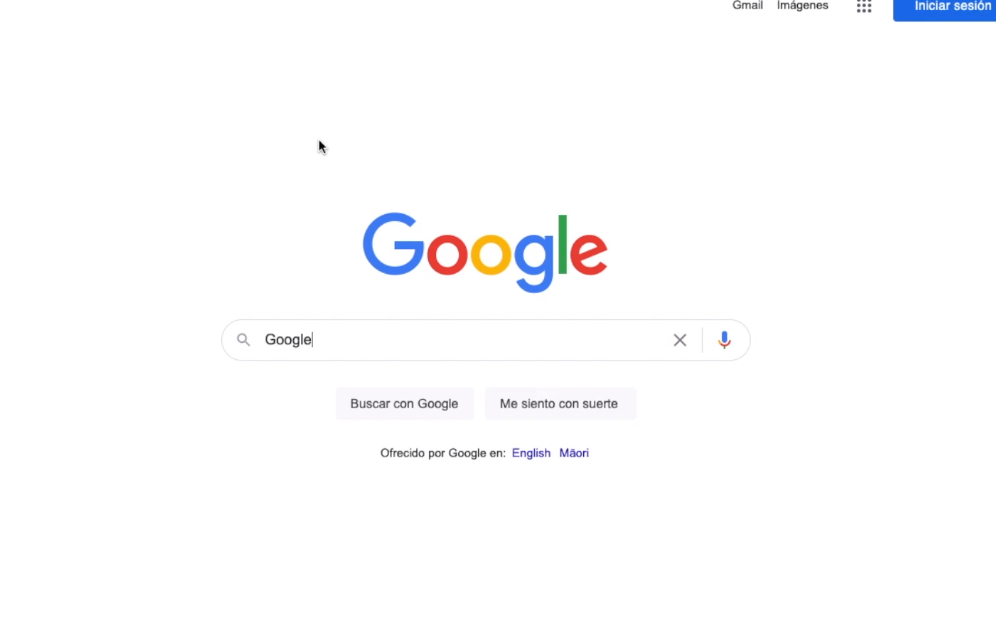 Gmail Imágenes Iniciar sesión
Google
Google
Buscar con Google Me siento con suerte
Ofrecido por Google en: English Māori